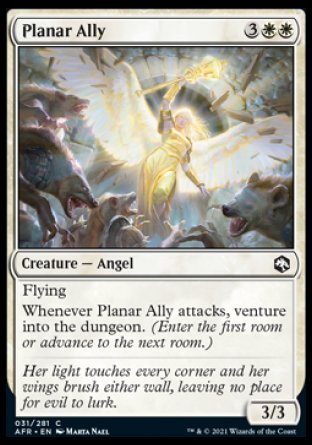 Planar Ally 3
Creature — Angel
Flying
Whenever Planar Ally attacks, venture
into the dungeon. (Enter the first room
or advance to the next room.)
Her light touches every corner and her
wings brush either wall, leaving no place
for evil to lurk.
3/3
031/281 C
AFR • EN Marta Nael
™ & © 2021 Wizards of the Coast